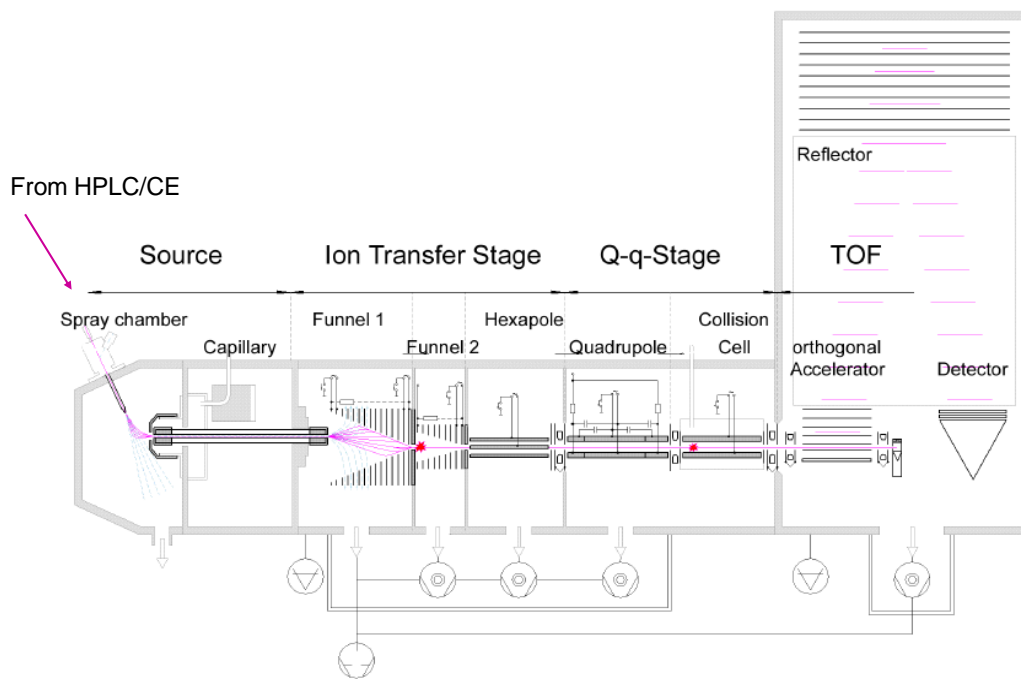 From HPLC/CE
Source
Ion Transfer Stage
Q-q-Stage
TOF
Reflector
Spray chamber
Capillary
Funnel 1
Funnel 2
Hexapole
Quadrupole
Collision
Cell
orthogonal
Accelerator
Detector